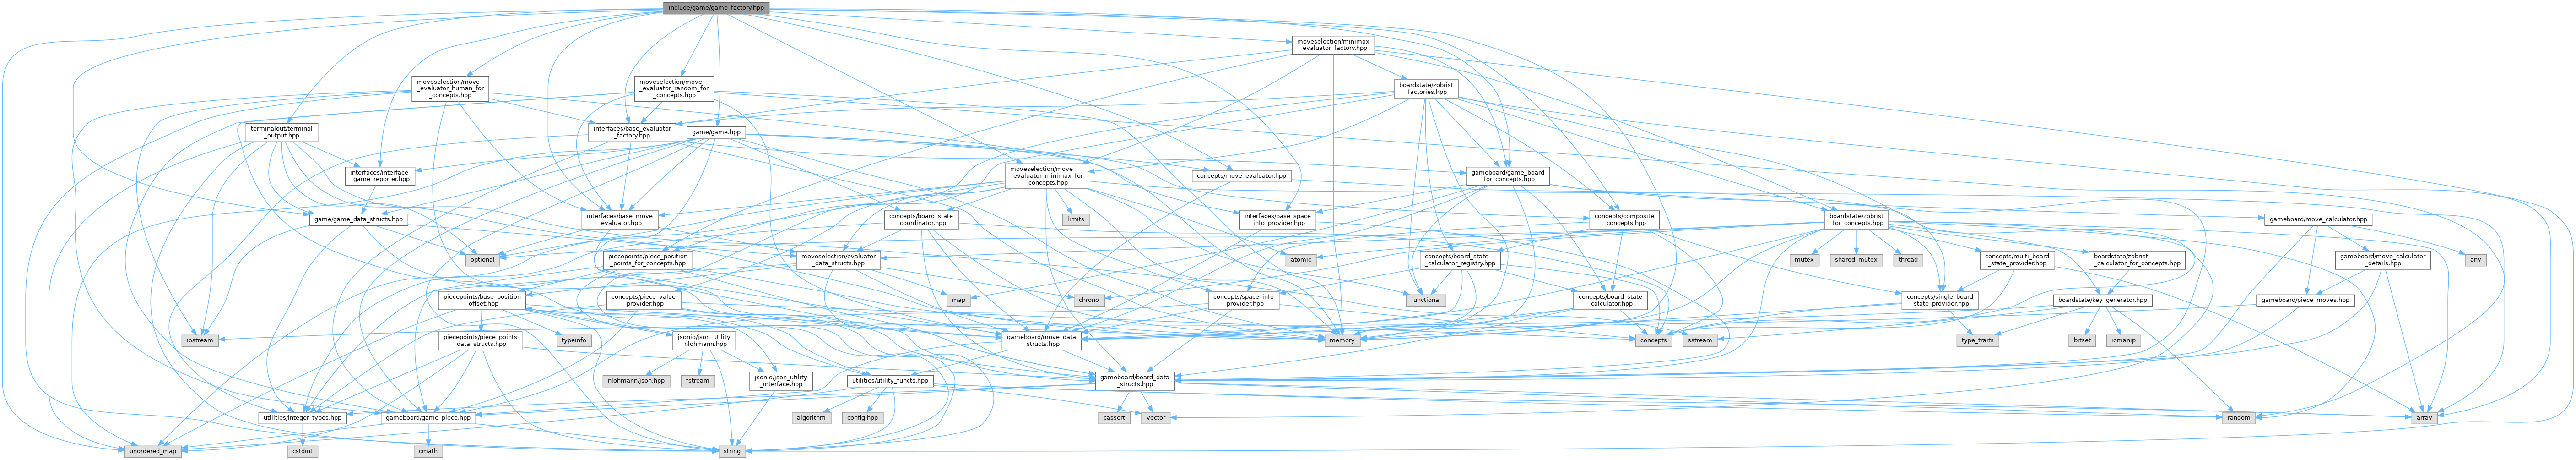 include/game/game_factory.hpp
moveselection/minimax
_evaluator_factory.hpp
moveselection/move
_evaluator_human_for
_concepts.hpp
moveselection/move
_evaluator_random_for
_concepts.hpp
boardstate/zobrist
_factories.hpp
terminalout/terminal
_output.hpp
interfaces/base_evaluator
_factory.hpp
game/game.hpp
interfaces/interface
_game_reporter.hpp
moveselection/move
_evaluator_minimax_for
_concepts.hpp
concepts/move_evaluator.hpp
gameboard/game_board
_for_concepts.hpp
game/game_data_structs.hpp
interfaces/base_move
_evaluator.hpp
concepts/board_state
_coordinator.hpp
limits
interfaces/base_space
_info_provider.hpp
concepts/composite
_concepts.hpp
boardstate/zobrist
_for_concepts.hpp
gameboard/move_calculator.hpp
optional
piecepoints/piece_position
_points_for_concepts.hpp
moveselection/evaluator
_data_structs.hpp
atomic
concepts/board_state
_calculator_registry.hpp
mutex
shared_mutex
thread
concepts/multi_board
_state_provider.hpp
boardstate/zobrist
_calculator_for_concepts.hpp
gameboard/move_calculator
_details.hpp
any
piecepoints/base_position
_offset.hpp
concepts/piece_value
_provider.hpp
map
chrono
concepts/space_info
_provider.hpp
functional
concepts/board_state
_calculator.hpp
concepts/single_board
_state_provider.hpp
boardstate/key_generator.hpp
gameboard/piece_moves.hpp
iostream
piecepoints/piece_points
_data_structs.hpp
typeinfo
jsonio/json_utility
_nlohmann.hpp
gameboard/move_data
_structs.hpp
memory
sstream
concepts
type_traits
bitset
iomanip
nlohmann/json.hpp
fstream
jsonio/json_utility
_interface.hpp
utilities/utility_functs.hpp
gameboard/board_data
_structs.hpp
utilities/integer_types.hpp
gameboard/game_piece.hpp
algorithm
config.hpp
cassert
vector
random
array
unordered_map
cstdint
cmath
string